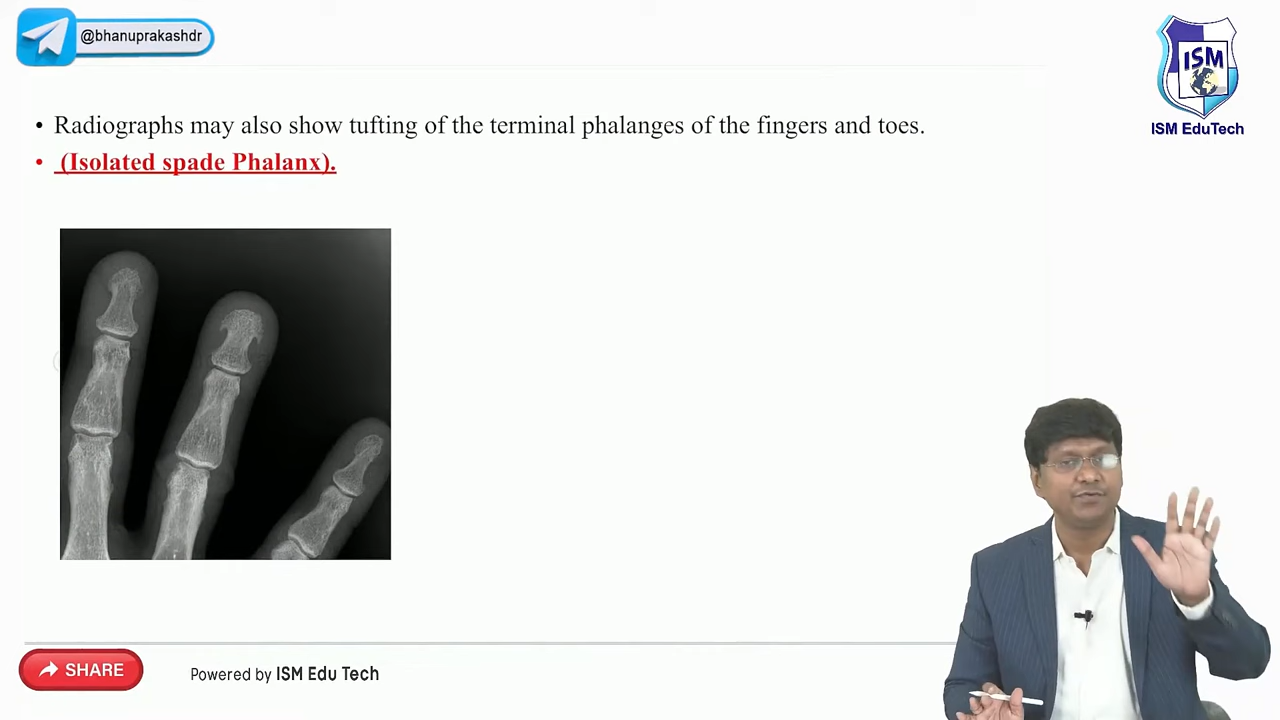 @bhanuprakashdr
ISM
ISM EduTech
• Radiographs may also show tufting of the terminal phalanges of the fingers and toes.
• (Isolated spade Phalanx).
SHARE
Powered by ISM Edu Tech